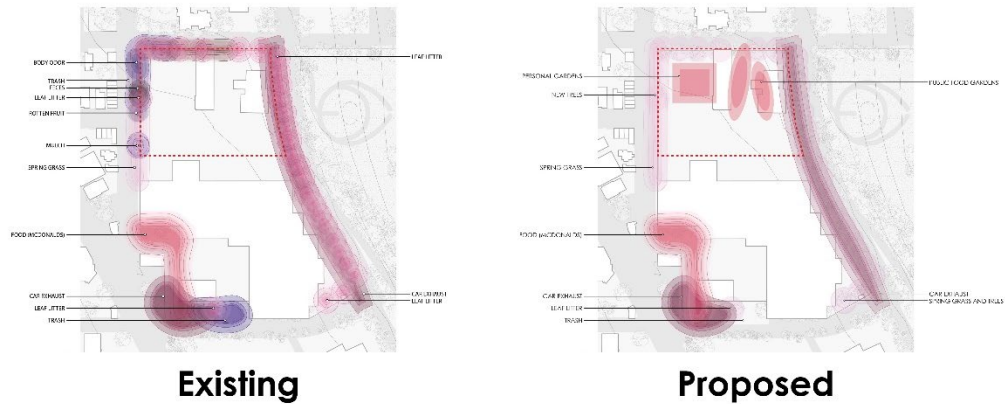 BODY ODOR
TRASH
FECES
LEAF LITTER
ROTTEN FRUIT
MULCH
SPRING GRASS
FOOD (MCDONALDS)
CAR EXHAUST
LEAF LITTER
TRASH
LEAF LITTER
CAR EXHAUST
LEAF LITTER
Existing
PERSONAL GARDENS
NEW TREES
SPRING GRASS
FOOD (MCDONALDS)
CAR EXHAUST
LEAF LITTER
TRASH
PUBLIC FOOD GARDENS
CAR EXHAUST
SPRING GRASS AND TREES
Proposed